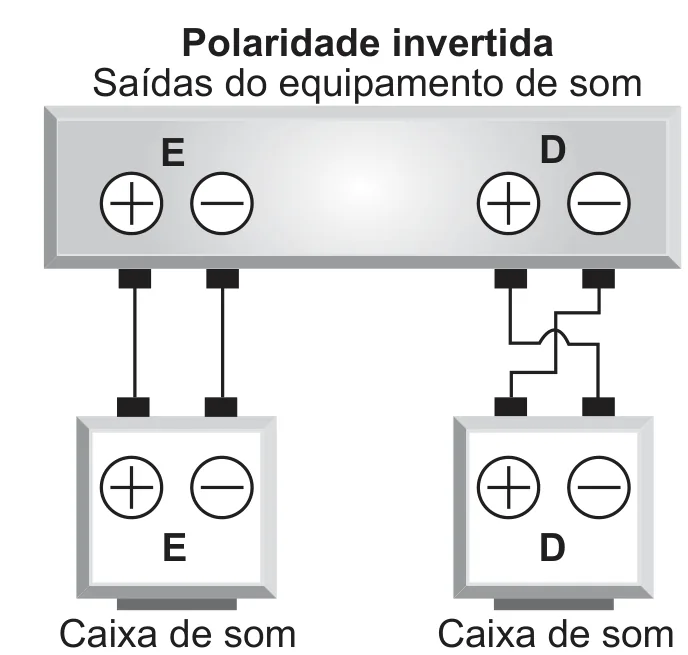 Polaridade invertida
Saídas do equipamento de som
E D
+ − + −
+ − + −
E D
Caixa de som Caixa de som